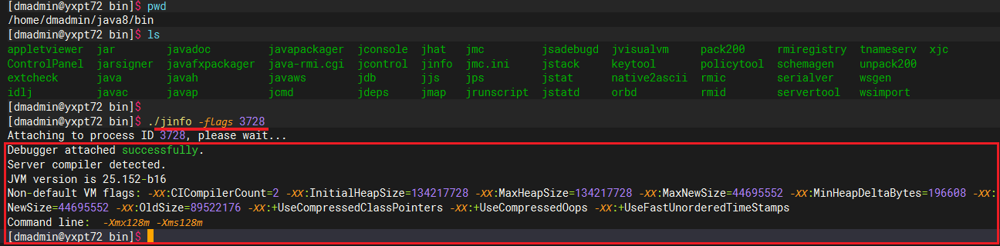 [dmadmin@yxpt72 bin]$ pwd
/home/dmadmin/java8/bin
[dmadmin@yxpt72 bin]$ ls
appletviewer jar javadoc javapackager jconsole jhat jmc jsadebugd jvisualvm pack200 rmiregistry tnameserv xjc
ControlPanel jarsigner javafxpackager java-rmi.cgi jcontrol jinfo jmc.ini jstack keytool policytool schemagen unpack200
extcheck java javah javaws jdb jjs jps jstat native2ascii rmic serialver wsgen
idlj javac javap jcmd jdeps jmap jrunscript jstatd orbd rmid servertool wsimport
[dmadmin@yxpt72 bin]$
[dmadmin@yxpt72 bin]$ ./jinfo -flags 3728
Attaching to process ID 3728, please wait...
Debugger attached successfully.
Server compiler detected.
JVM version is 25.152-b16
Non-default VM flags: -XX:CICompilerCount=2 -XX:InitialHeapSize=134217728 -XX:MaxHeapSize=134217728 -XX:MaxNewSize=44695552 -XX:MinHeapDeltaBytes=196608 -XX:
NewSize=44695552 -XX:OldSize=89522176 -XX:+UseCompressedClassPointers -XX:+UseCompressedOops -XX:+UseFastUnorderedTimeStamps
Command line:  -Xmx128m -Xms128m
[dmadmin@yxpt72 bin]$